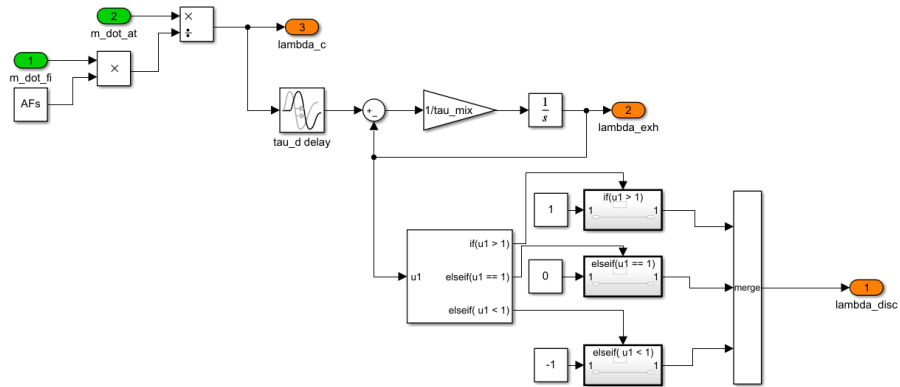 2
m_dot_at
×
÷
3
lambda_c
1
m_dot_fi
×
AFs
tau_d delay
+
−
1/tau_mix
1
s
2
lambda_exh
1
if(u1 > 1)
1
1
u1
if(u1 > 1)
elseif(u1 == 1)
elseif( u1 < 1)
0
elseif(u1 == 1)
1
1
merge
1
lambda_disc
-1
elseif( u1 < 1)
1
1